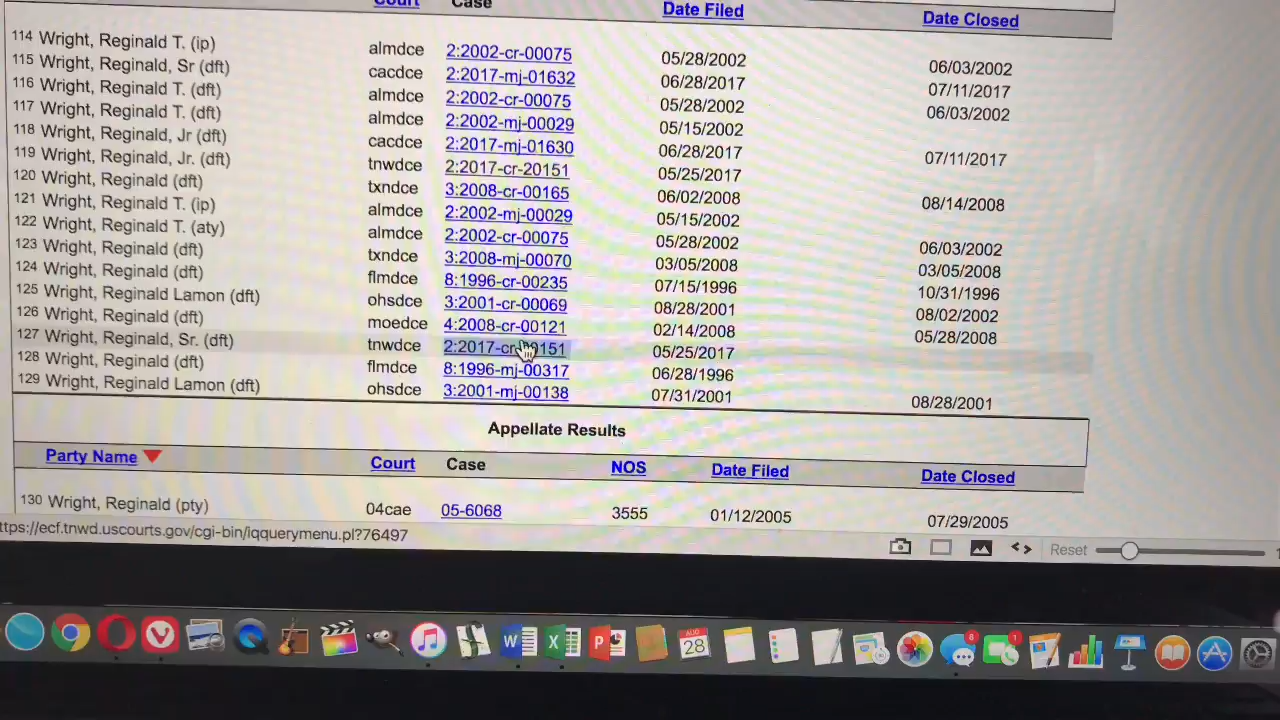 Court Case Date Filed Date Closed
114 Wright, Reginald T. (ip) almdce 2:2002-cr-00075 05/28/2002 06/03/2002
115 Wright, Reginald, Sr (dft) cacdce 2:2017-mj-01632 06/28/2017 07/11/2017
116 Wright, Reginald T. (dft) almdce 2:2002-cr-00075 05/28/2002 06/03/2002
117 Wright, Reginald T. (dft) almdce 2:2002-mj-00029 05/15/2002
118 Wright, Reginald, Jr (dft) cacdce 2:2017-mj-01630 06/28/2017 07/11/2017
119 Wright, Reginald, Jr. (dft) tnwdce 2:2017-cr-20151 05/25/2017
120 Wright, Reginald (dft) txndce 3:2008-cr-00165 06/02/2008 08/14/2008
121 Wright, Reginald T. (ip) almdce 2:2002-mj-00029 05/15/2002
122 Wright, Reginald T. (aty) almdce 2:2002-cr-00075 05/28/2002 06/03/2002
123 Wright, Reginald (dft) txndce 3:2008-mj-00070 03/05/2008 03/05/2008
124 Wright, Reginald (dft) flmdce 8:1996-cr-00235 07/15/1996 10/31/1996
125 Wright, Reginald Lamon (dft) ohsdce 3:2001-cr-00069 08/28/2001 08/02/2002
126 Wright, Reginald (dft) moedce 4:2008-cr-00121 02/14/2008 05/28/2008
127 Wright, Reginald, Sr. (dft) tnwdce 2:2017-cr-20151 05/25/2017
128 Wright, Reginald (dft) flmdce 8:1996-mj-00317 06/28/1996
129 Wright, Reginald Lamon (dft) ohsdce 3:2001-mj-00138 07/31/2001 08/28/2001
Appellate Results
Party Name Court Case NOS Date Filed Date Closed
130 Wright, Reginald (pty) 04cae 05-6068 3555 01/12/2005 07/29/2005
ttps://ecf.tnwd.uscourts.gov/cgi-bin/iqquerymenu.pl?76497
Reset
W X P AUG 28 8 1